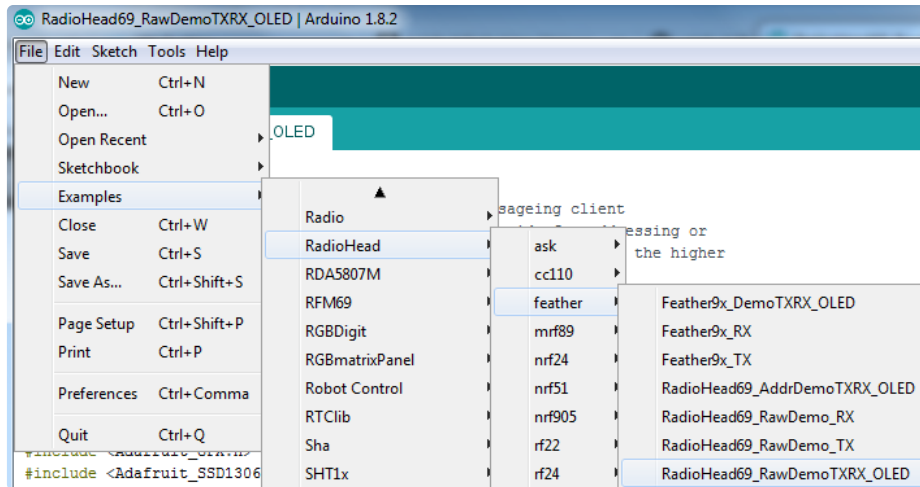 RadioHead69_RawDemoTXRX_OLED | Arduino 1.8.2
File Edit Sketch Tools Help
New Ctrl+N
Open... Ctrl+O
Open Recent
Sketchbook
Examples
Close Ctrl+W
Save Ctrl+S
Save As... Ctrl+Shift+S
Page Setup Ctrl+Shift+P
Print Ctrl+P
Preferences Ctrl+Comma
Quit Ctrl+Q
_OLED
sageing client
essing or
the higher
Radio
RadioHead
RDA5807M
RFM69
RGBDigit
RGBmatrixPanel
Robot Control
RTClib
Sha
SHT1x
ask
cc110
feather
mrf89
nrf24
nrf51
nrf905
rf22
rf24
Feather9x_DemoTXRX_OLED
Feather9x_RX
Feather9x_TX
RadioHead69_AddrDemoTXRX_OLED
RadioHead69_RawDemo_RX
RadioHead69_RawDemo_TX
RadioHead69_RawDemoTXRX_OLED
#include <Adafruit_GFX.h>
#include <Adafruit_SSD1306